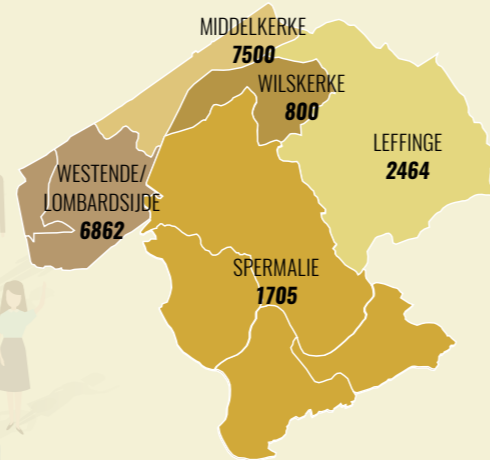 MIDDELKERKE
7500
WILSKERKE
800
LEFFINGE
2464
WESTENDE/
LOMBARDSIJDE
6862
SPERMALIE
1705